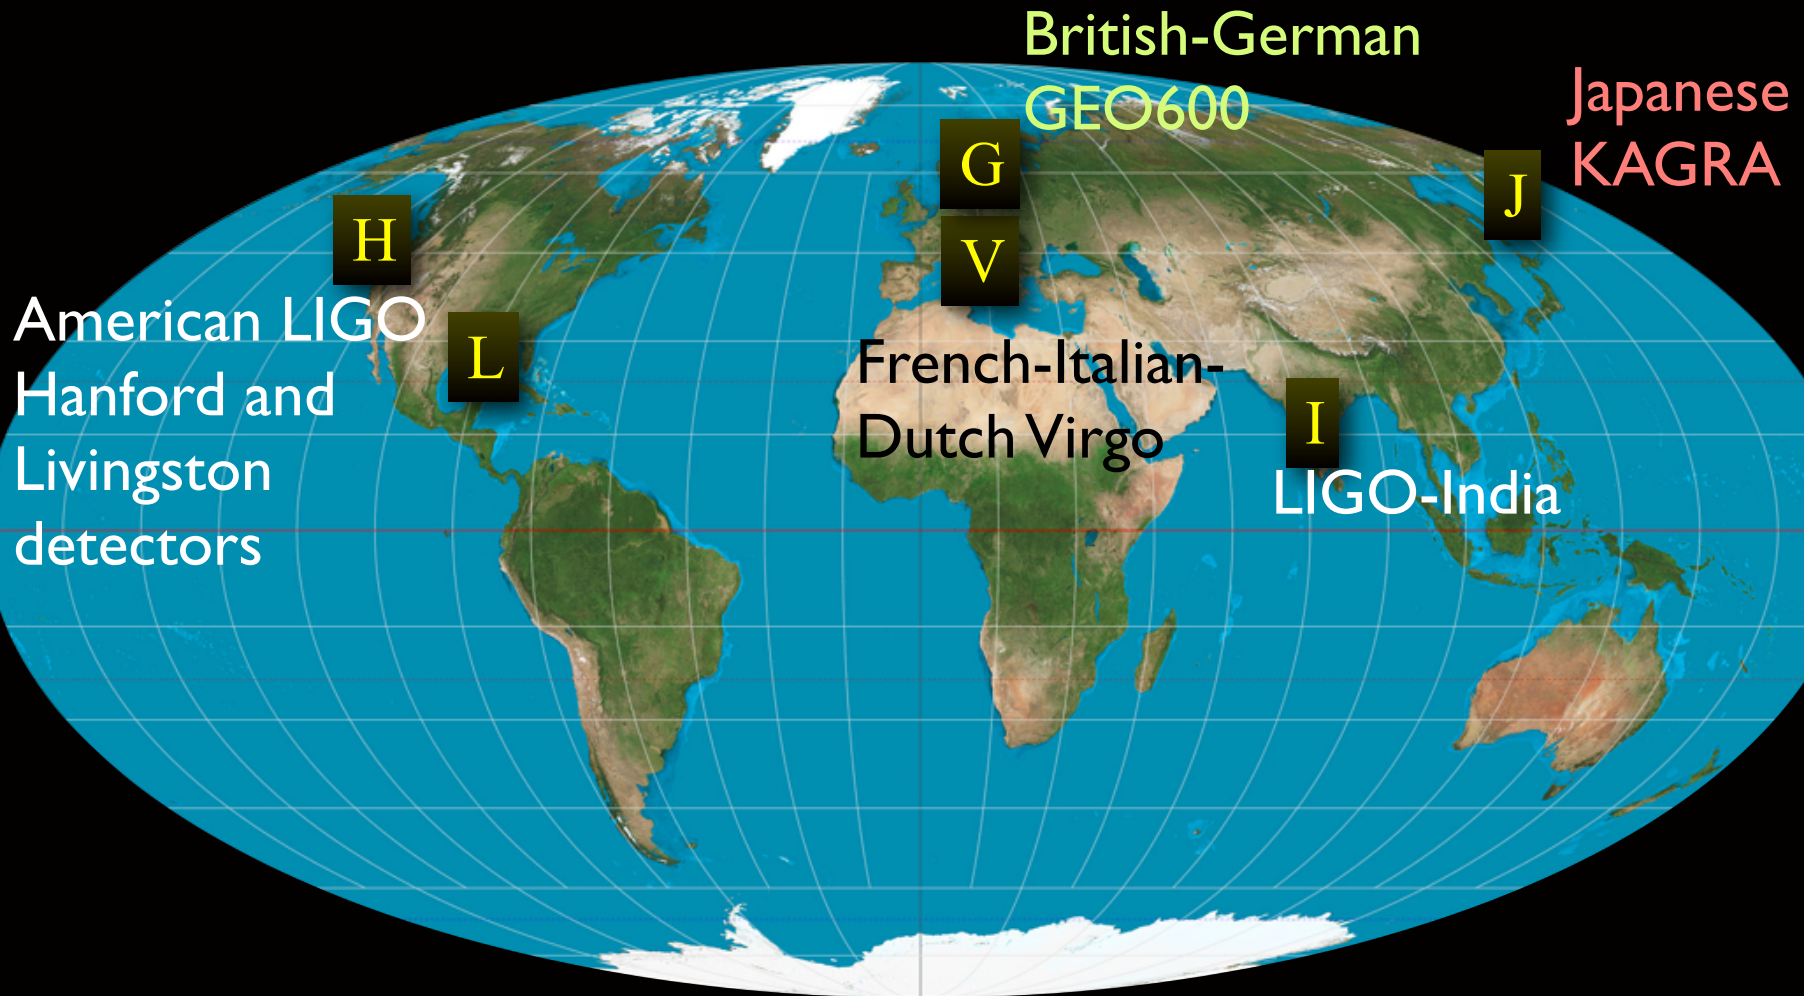 British-German
GEO600
Japanese
KAGRA
G
J
H
V
American LIGO
Hanford and
Livingston
detectors
L
French-Italian-
Dutch Virgo
I
LIGO-India